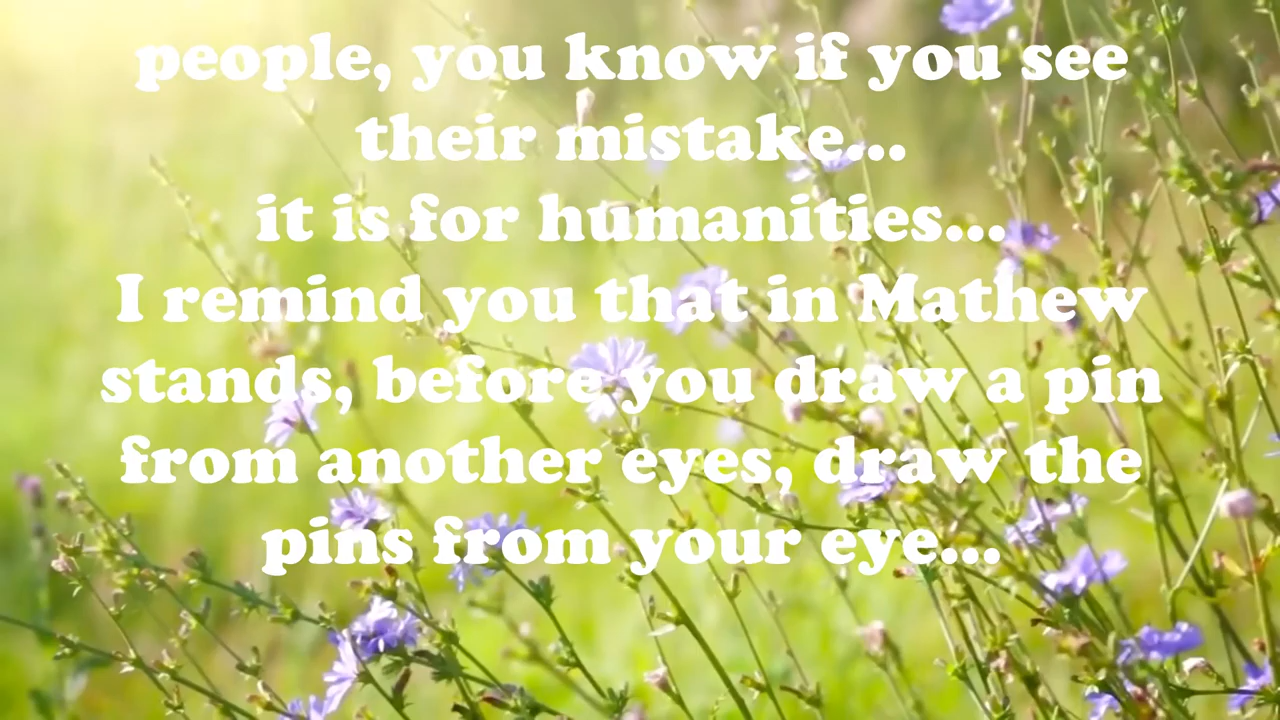 people, you know if you see
their mistake...
it is for humanities...
I remind you that in Mathew
stands, before you draw a pin
from another eyes, draw the
pins from your eye...